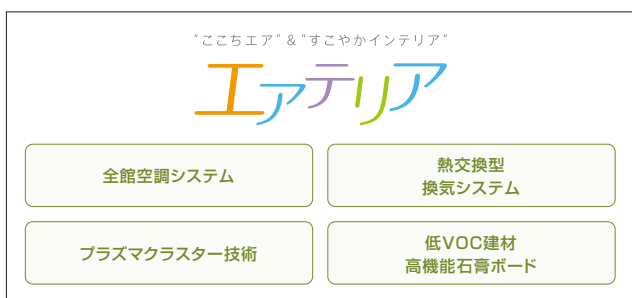 “ここちエア“&“すこやかインテリア”
エアテリア
全館空調システム
熱交換型
換気システム
プラズマクラスター技術
低VOC建材
高機能石膏ボード